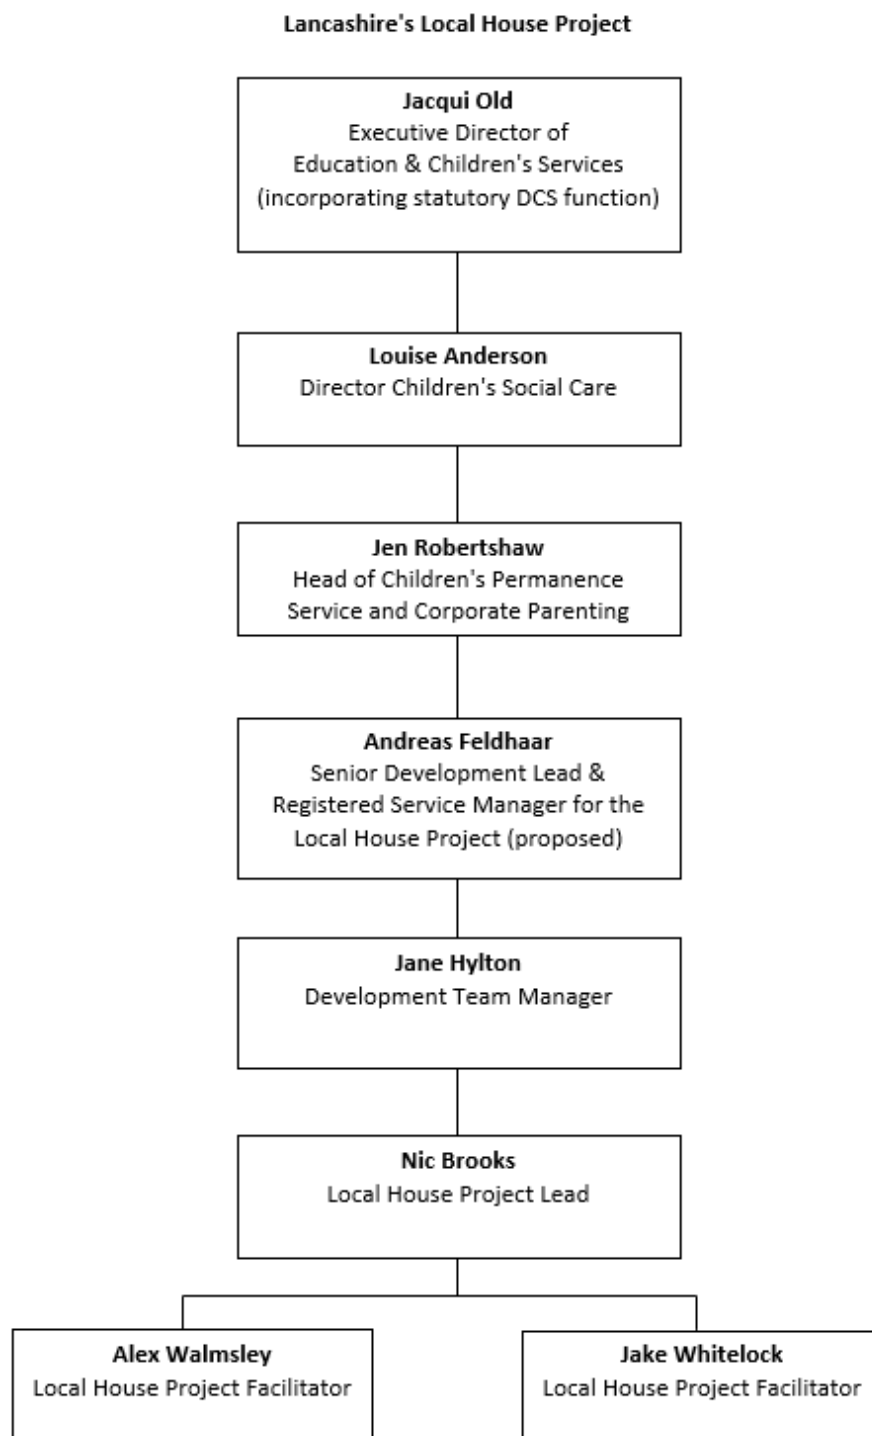 Lancashire's Local House Project
Jacqui Old
Executive Director of
Education & Children's Services
(incorporating statutory DCS function)
Louise Anderson
Director Children's Social Care
Jen Robertshaw
Head of Children's Permanence
Service and Corporate Parenting
Andreas Feldhaar
Senior Development Lead &
Registered Service Manager for the
Local House Project (proposed)
Jane Hylton
Development Team Manager
Nic Brooks
Local House Project Lead
Alex Walmsley
Local House Project Facilitator
Jake Whitelock
Local House Project Facilitator